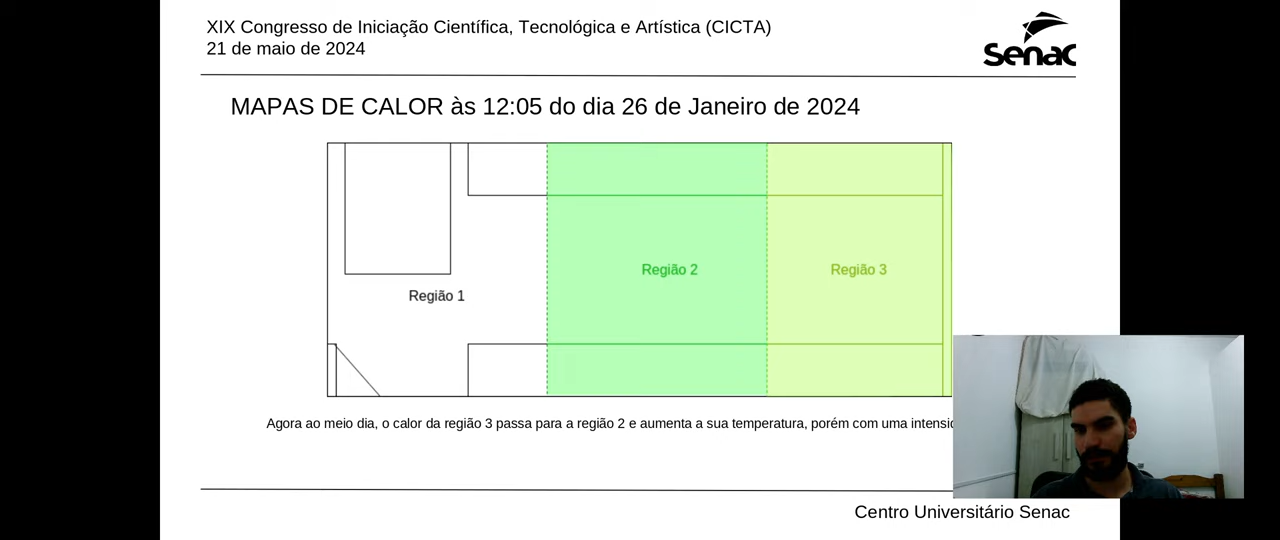 XIX Congresso de Iniciação Científica, Tecnológica e Artística (CICTA)
21 de maio de 2024
senac
MAPAS DE CALOR às 12:05 do dia 26 de Janeiro de 2024
Região 2
Região 3
Região 1
Agora ao meio dia, o calor da região 3 passa para a região 2 e aumenta a sua temperatura, porém com uma
Centro Universitário Senac